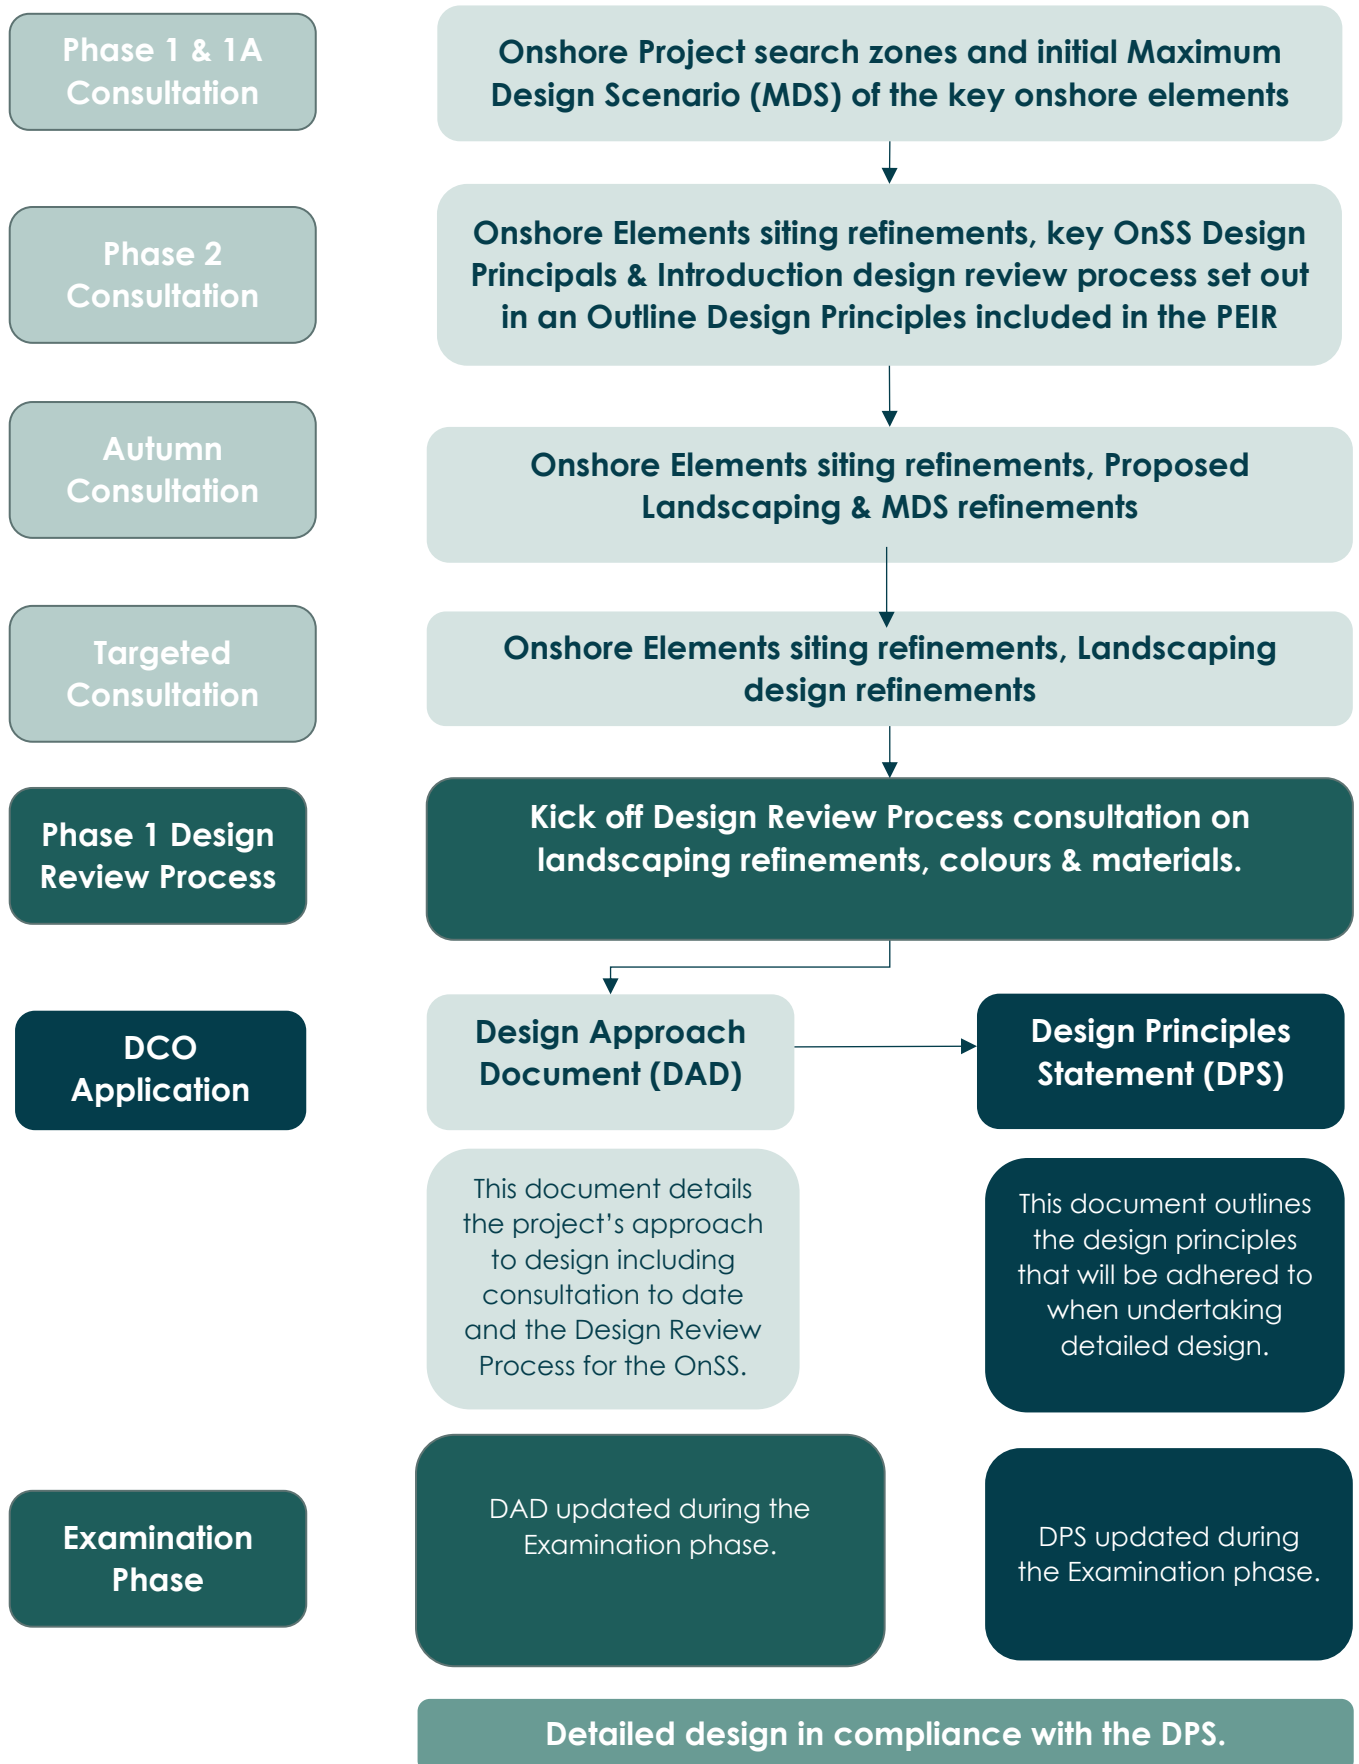 Phase 1 & 1A
Consultation
Onshore Project search zones and initial Maximum
Design Scenario (MDS) of the key onshore elements
Phase 2
Consultation
Onshore Elements siting refinements, key OnSS Design
Principals & Introduction design review process set out
in an Outline Design Principles included in the PEIR
Autumn
Consultation
Onshore Elements siting refinements, Proposed
Landscaping & MDS refinements
Targeted
Consultation
Onshore Elements siting refinements, Landscaping
design refinements
Phase 1 Design
Review Process
Kick off Design Review Process consultation on
landscaping refinements, colours & materials.
DCO
Application
Design Approach
Document (DAD)
Design Principles
Statement (DPS)
This document details
the project’s approach
to design including
consultation to date
and the Design Review
Process for the OnSS.
This document outlines
the design principles
that will be adhered to
when undertaking
detailed design.
Examination
Phase
DAD updated during the
Examination phase.
DPS updated during
the Examination phase.
Detailed design in compliance with the DPS.